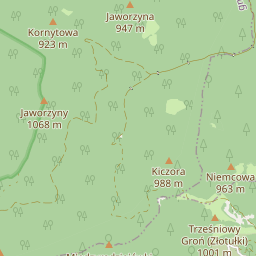 Jaworzyna
947 m
Kornytowa
923 m
Jaworzyny
1068 m
Kiczora
988 m
Niemcowa
963 m
Trześniowy
Groń (Złotułki)
1001 m